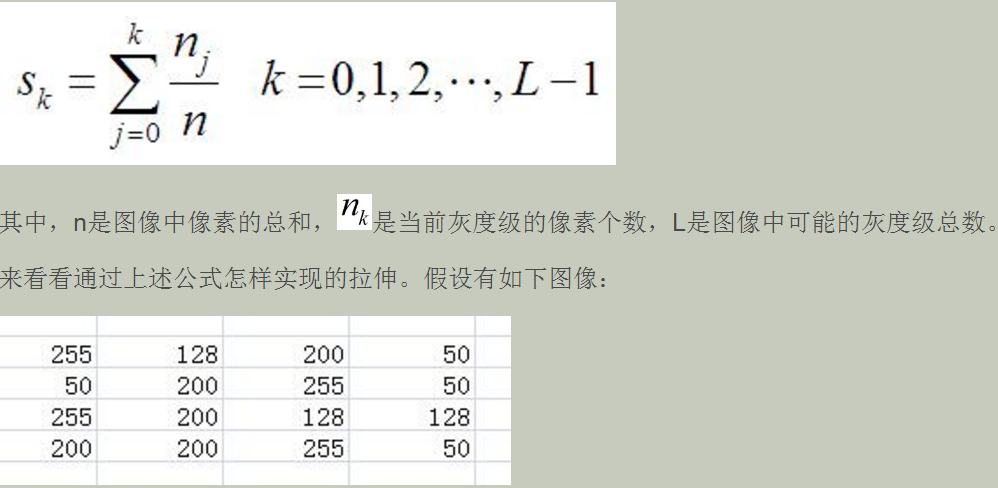 s_k = \sum_{j=0}^{k} \frac{n_j}{n} k =0,1,2,⋯,L−1
其中，n是图像中像素的总和，n_k是当前灰度级的像素个数，L是图像中可能的灰度级总数。
来看看通过上述公式怎样实现的拉伸。假设有如下图像：
255 128 200 50
50 200 255 50
255 200 128 128
200 200 255 50